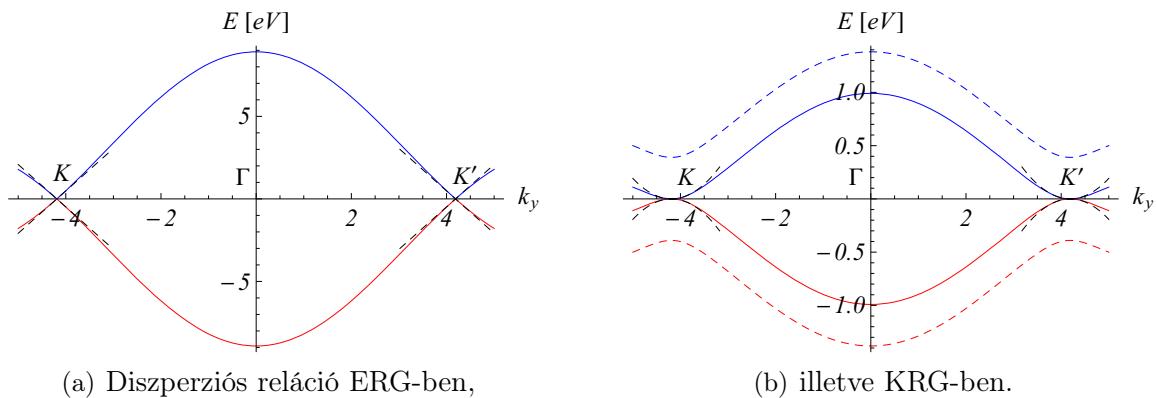 E [eV]
5
K
Γ
K′
−4
−2
2
4
k_y
−5
(a) Diszperziós reláció ERG-ben,
E [eV]
1.0
0.5
K
Γ
K′
−4
−2
2
4
k_y
−0.5
−1.0
(b) illetve KRG-ben.